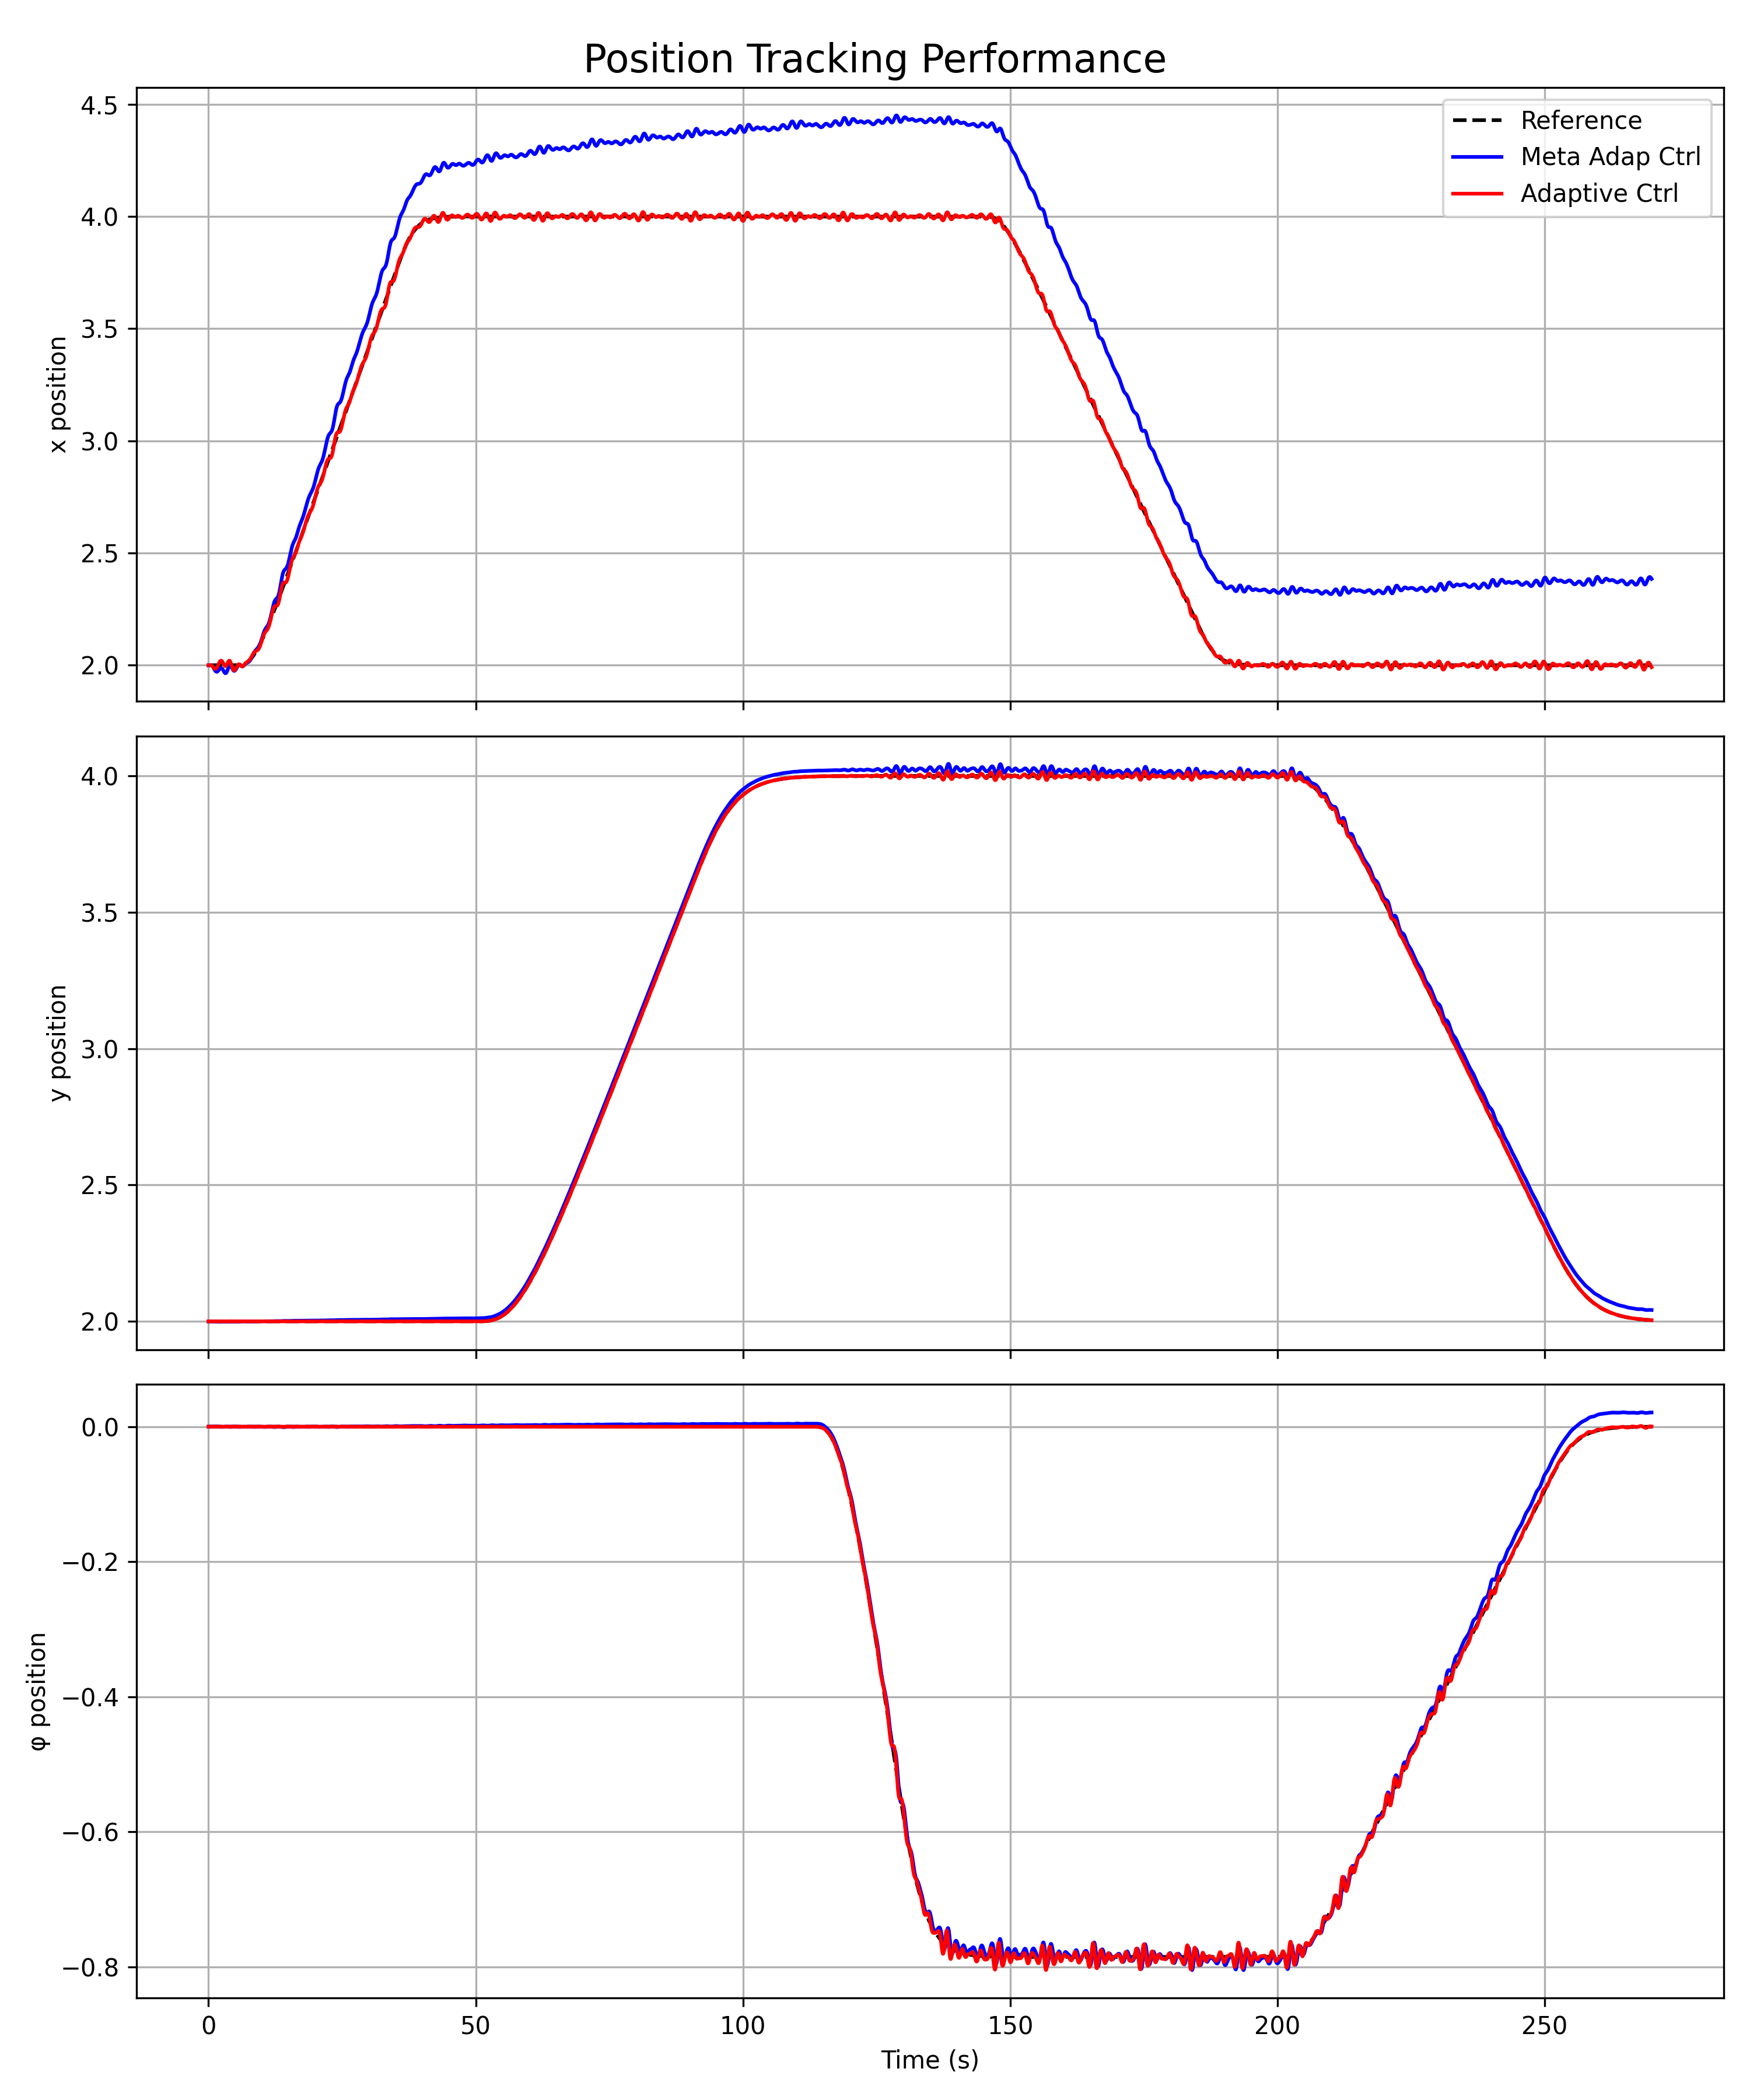 Position Tracking Performance
4.5
4.0
3.5
3.0
2.5
2.0
x position
Reference
Meta Adap Ctrl
Adaptive Ctrl
4.0
3.5
3.0
2.5
2.0
y position
0.0
−0.2
−0.4
−0.6
−0.8
φ position
0 50 100 150 200 250
Time (s)